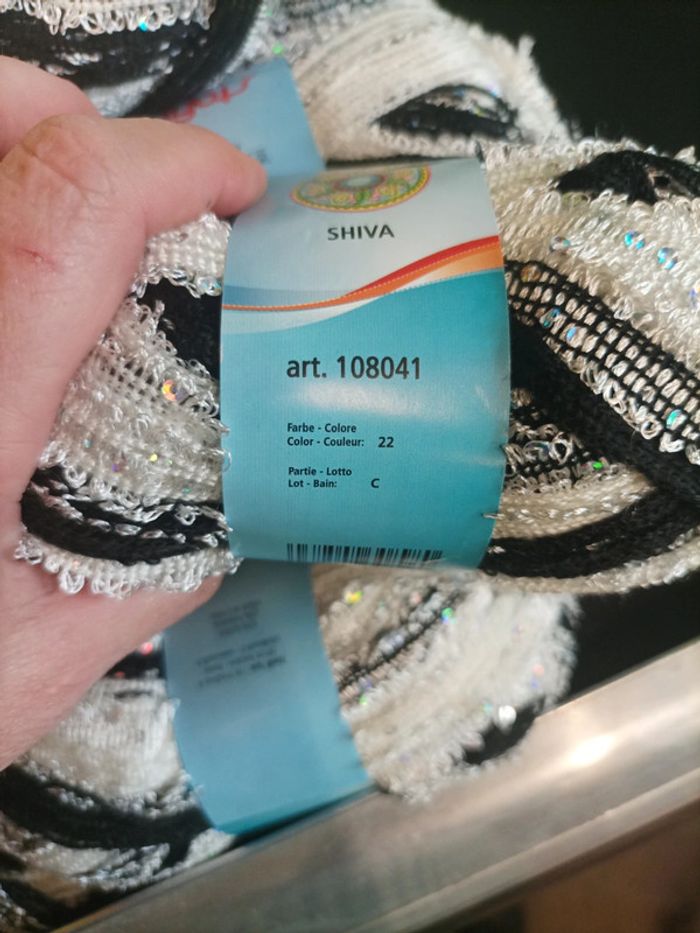 SHIVA
art. 108041
Farbe - Colore
Color - Couleur: 22
Partie - Lotto
Lot - Bain: C